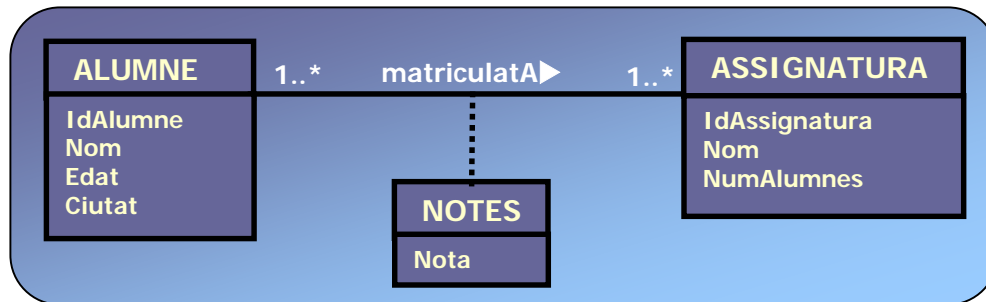 ALUMNE
1..*
matriculatA▶
1..*
ASSIGNATURA
IdAlumne
Nom
Edat
Ciutat
IdAssignatura
Nom
NumAlumnes
NOTES
Nota